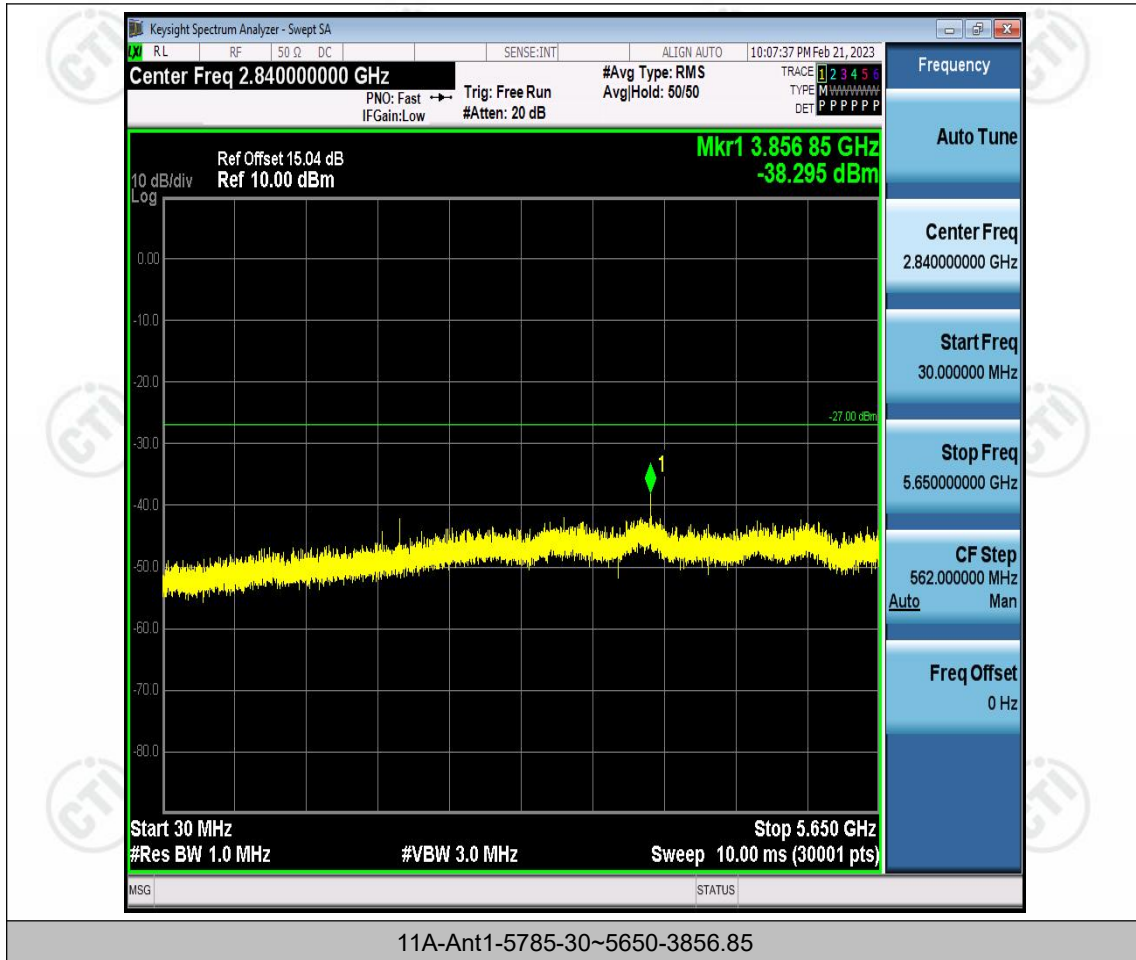 Keysight Spectrum Analyzer - Swept SA
LXI RL RF 50 Ω DC SENSE:INT ALIGN AUTO 10:07:37 PM Feb 21, 2023
Center Freq 2.840000000 GHz
PNO: Fast
IFGain:Low
Trig: Free Run
#Atten: 20 dB
#Avg Type: RMS
Avg|Hold: 50/50
TRACE 1 2 3 4 5 6
TYPE M WWWWW
DET P P P P P P
Mkr1 3.856 85 GHz
-38.295 dBm
Ref Offset 15.04 dB
10 dB/div Ref 10.00 dBm
Log
0.00
-10.0
-20.0
-27.00 dBm
-30.0
1
-40.0
-50.0
-60.0
-70.0
-80.0
Start 30 MHz Stop 5.650 GHz
#Res BW 1.0 MHz #VBW 3.0 MHz Sweep 10.00 ms (30001 pts)
MSG STATUS
Frequency
Auto Tune
Center Freq
2.840000000 GHz
Start Freq
30.000000 MHz
Stop Freq
5.650000000 GHz
CF Step
562.000000 MHz
Auto Man
Freq Offset
0 Hz
CTI
CTI
CTI
CTI
CTI
CTI
11A-Ant1-5785-30~5650-3856.85